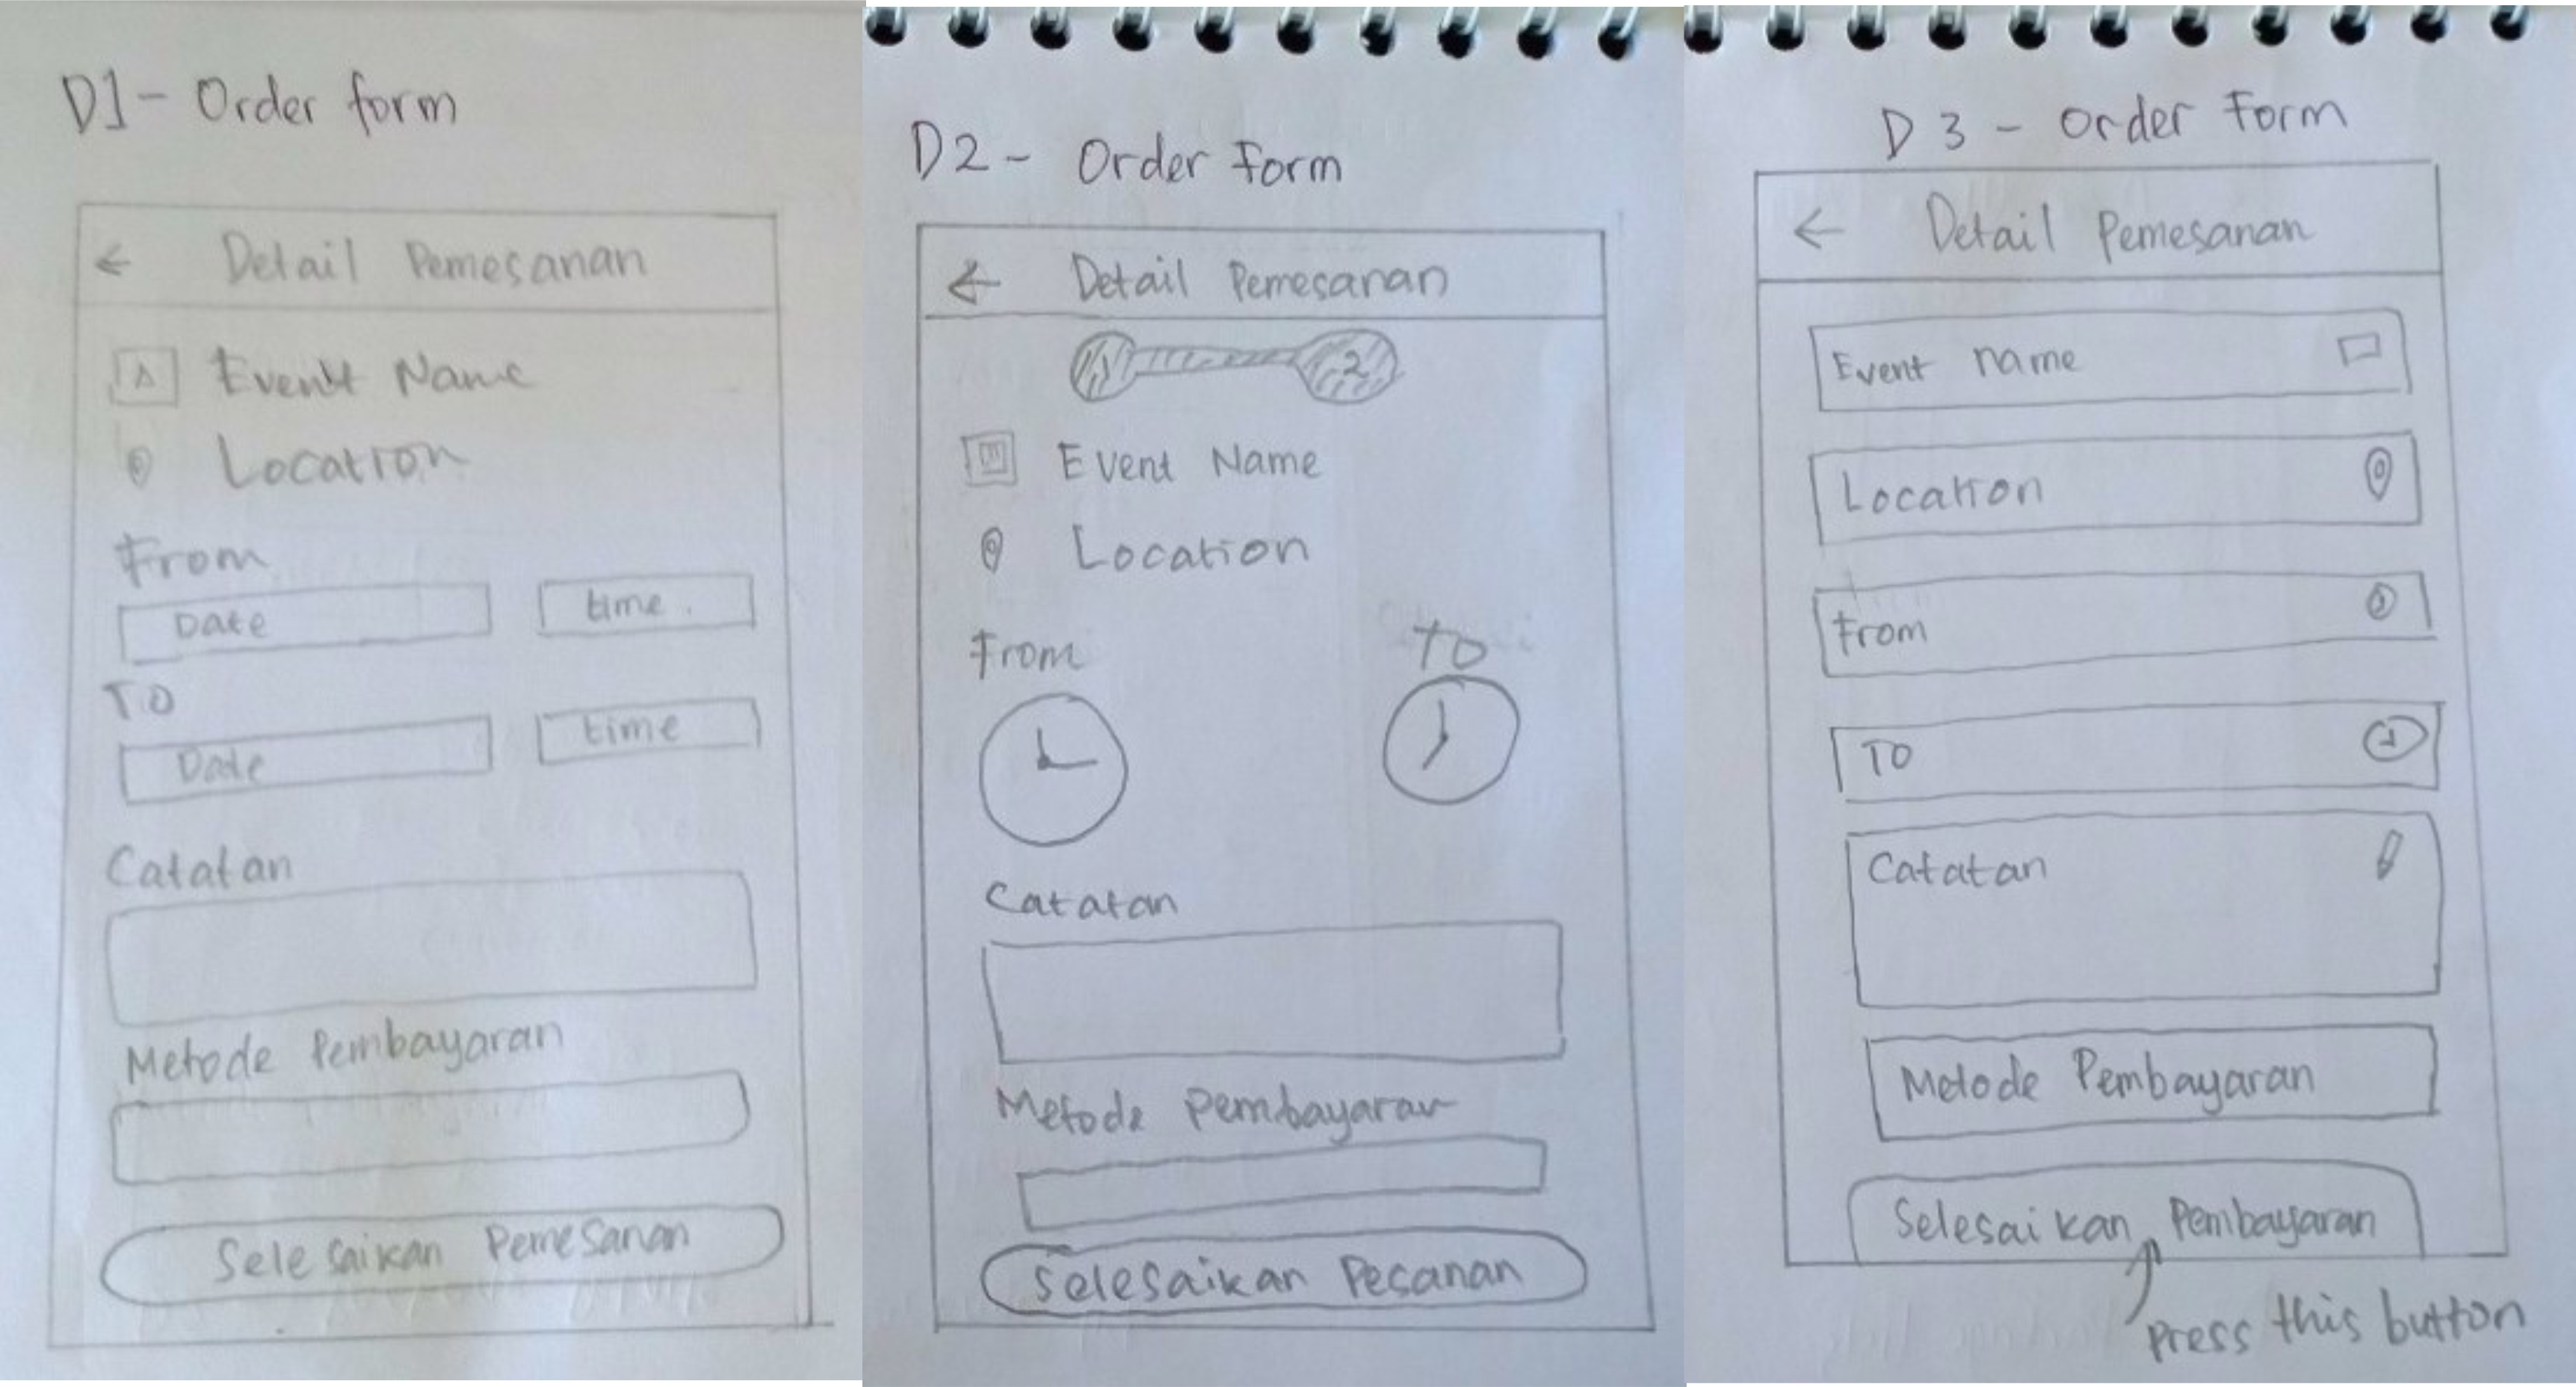 D1 - Order form
← Detail Pemesanan
Event Name
Location
From
Date time
TO
Date time
Catatan
Metode Pembayaran
Selesaikan Pemesanan
D2 - Order Form
← Detail Pemesanan
1 2
Event Name
Location
From TO
Catatan
Metode Pembayaran
Selesaikan Pesanan
D3 - Order Form
← Detail Pemesanan
Event name
Location
From
TO
Catatan
Metode Pembayaran
Selesaikan Pembayaran
press this button